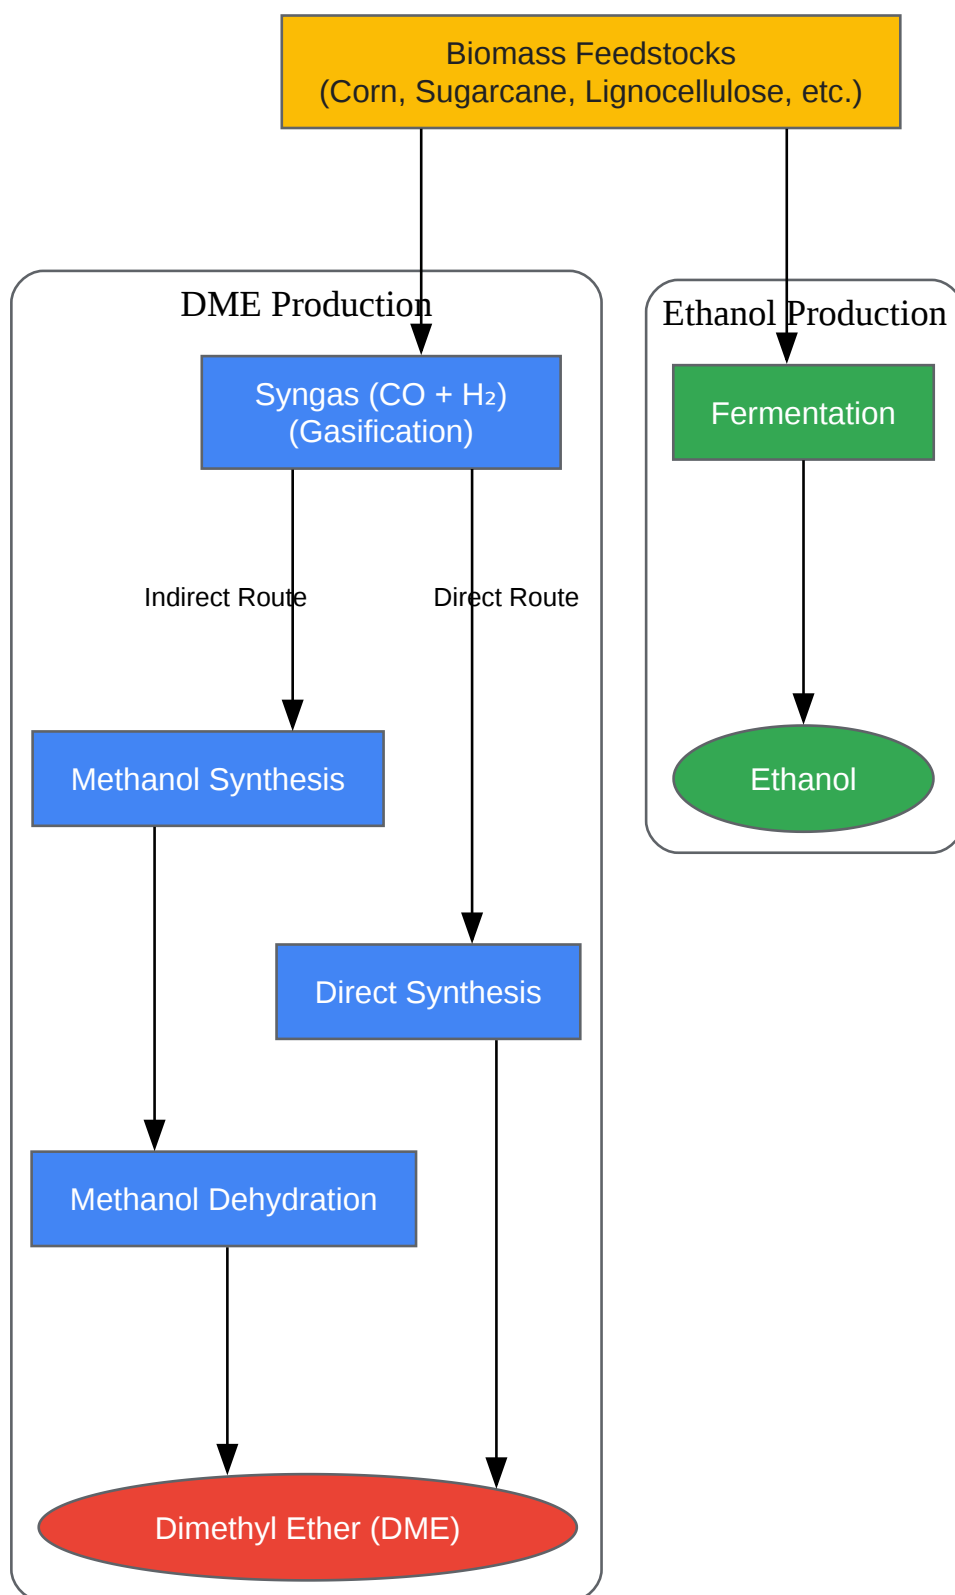 Biomass Feedstocks
(Corn, Sugarcane, Lignocellulose, etc.)
DME Production
Ethanol Production
Syngas (CO + H₂)
(Gasification)
Fermentation
Indirect Route
Direct Route
Methanol Synthesis
Ethanol
Direct Synthesis
Methanol Dehydration
Dimethyl Ether (DME)